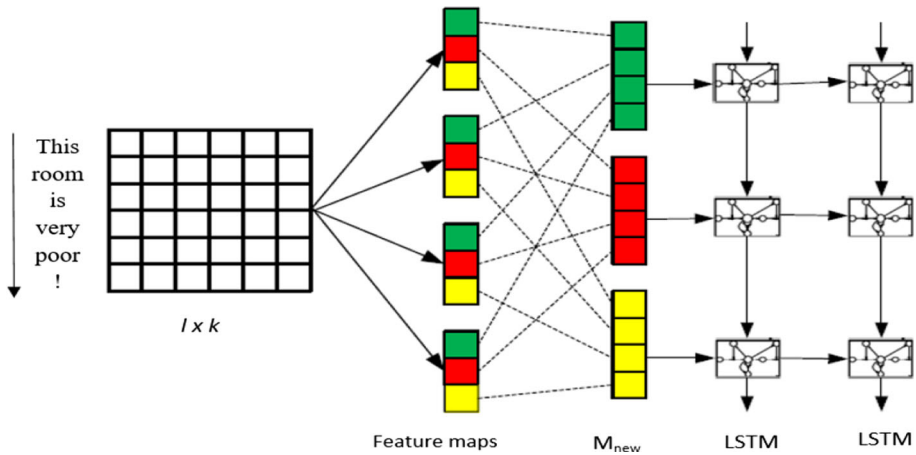 This
room
is
very
poor
!
l x k
Feature maps
Mnew
LSTM
LSTM